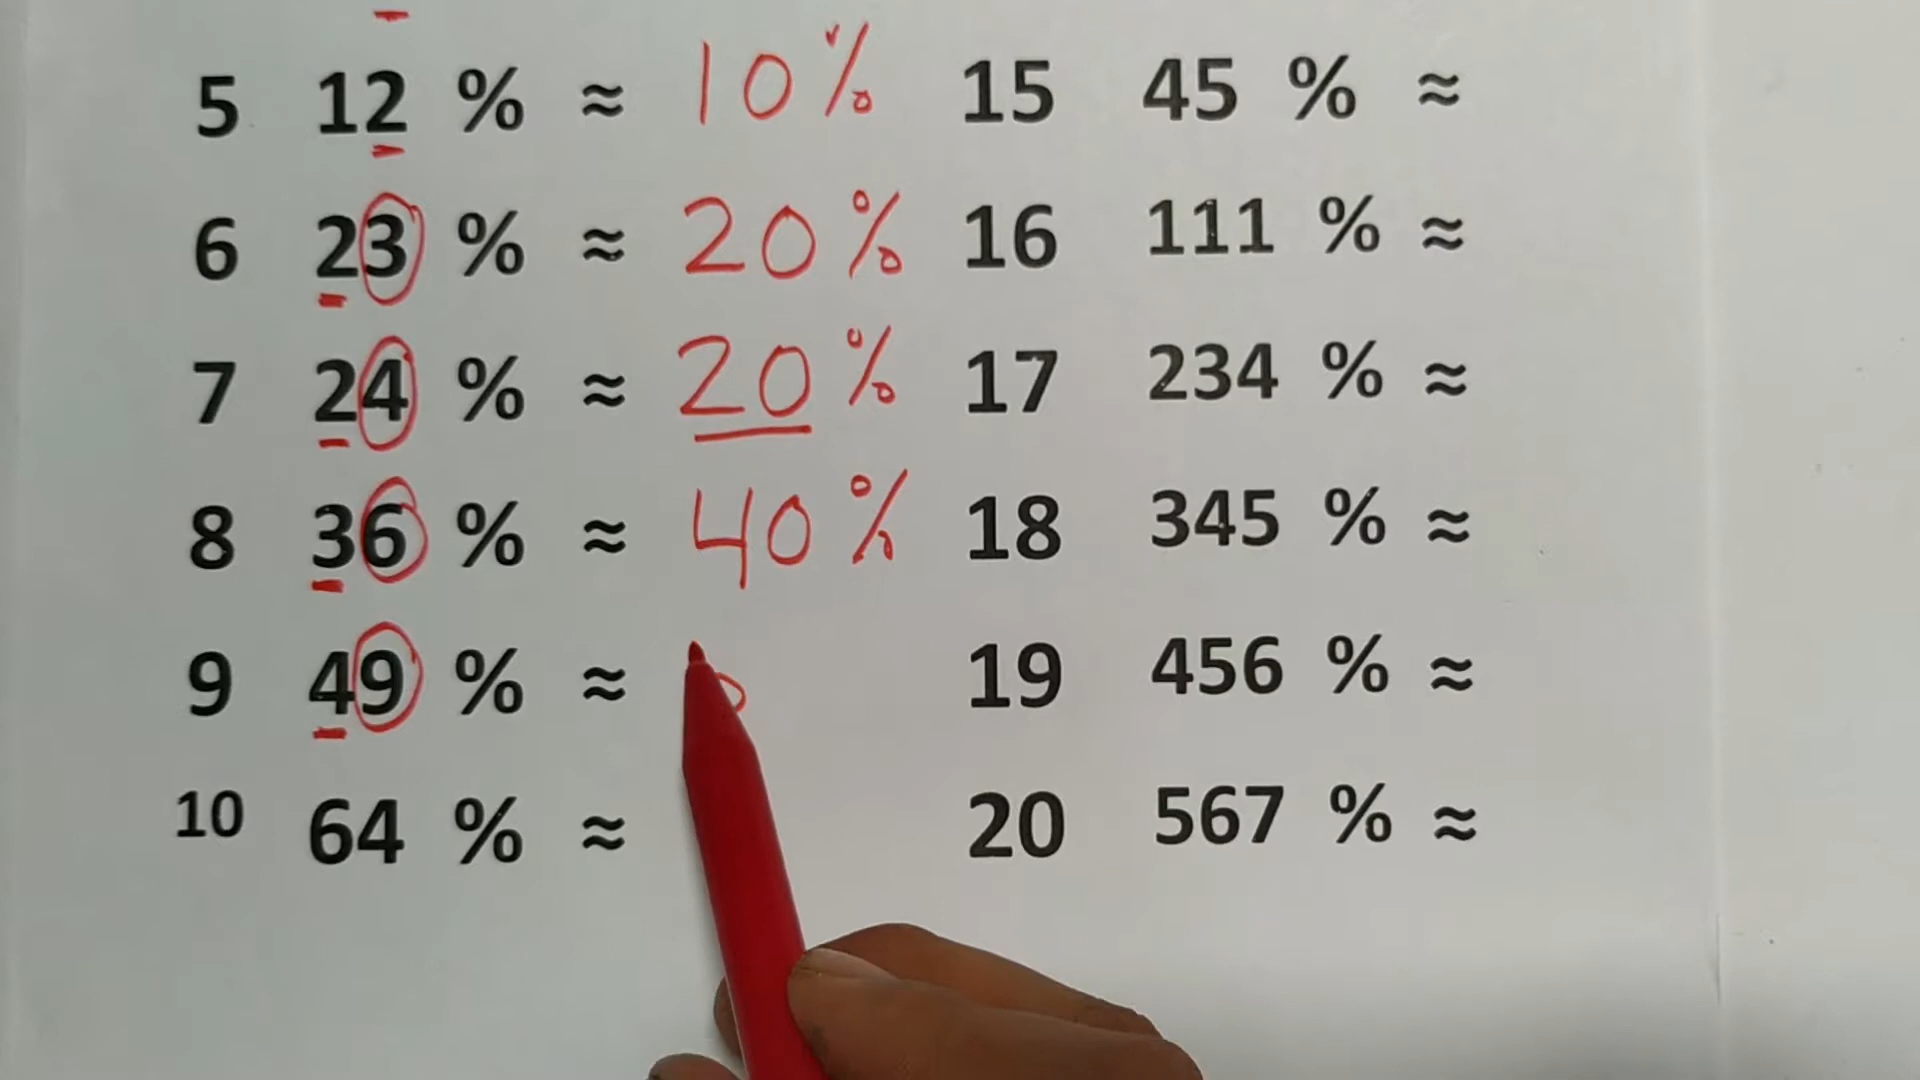 5 12 % ≈ 10% 15 45 % ≈
6 23 % ≈ 20% 16 111 % ≈
7 24 % ≈ 20% 17 234 % ≈
8 36 % ≈ 40% 18 345 % ≈
9 49 % ≈ 19 456 % ≈
10 64 % ≈ 20 567 % ≈